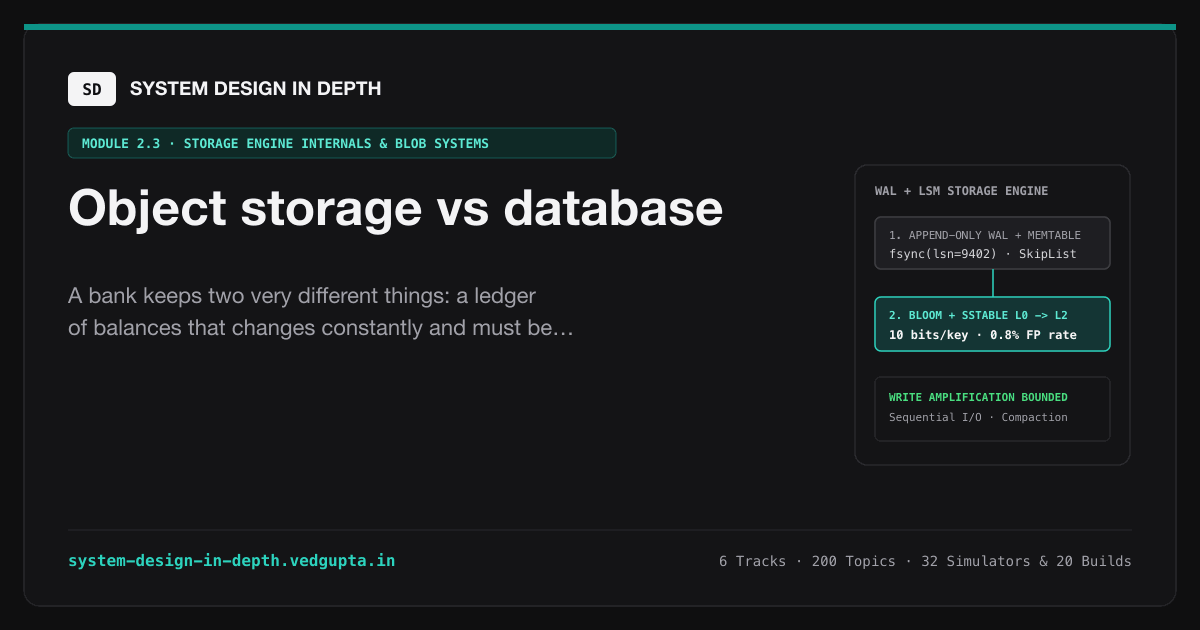 SD SYSTEM DESIGN IN DEPTH
MODULE 2.3 · STORAGE ENGINE INTERNALS & BLOB SYSTEMS
Object storage vs database
A bank keeps two very different things: a ledger
of balances that changes constantly and must be…
WAL + LSM STORAGE ENGINE
1. APPEND-ONLY WAL + MEMTABLE
fsync(lsn=9402) · SkipList
2. BLOOM + SSTABLE L0 -> L2
10 bits/key · 0.8% FP rate
WRITE AMPLIFICATION BOUNDED
Sequential I/O · Compaction
system-design-in-depth.vedgupta.in
6 Tracks · 200 Topics · 32 Simulators & 20 Builds